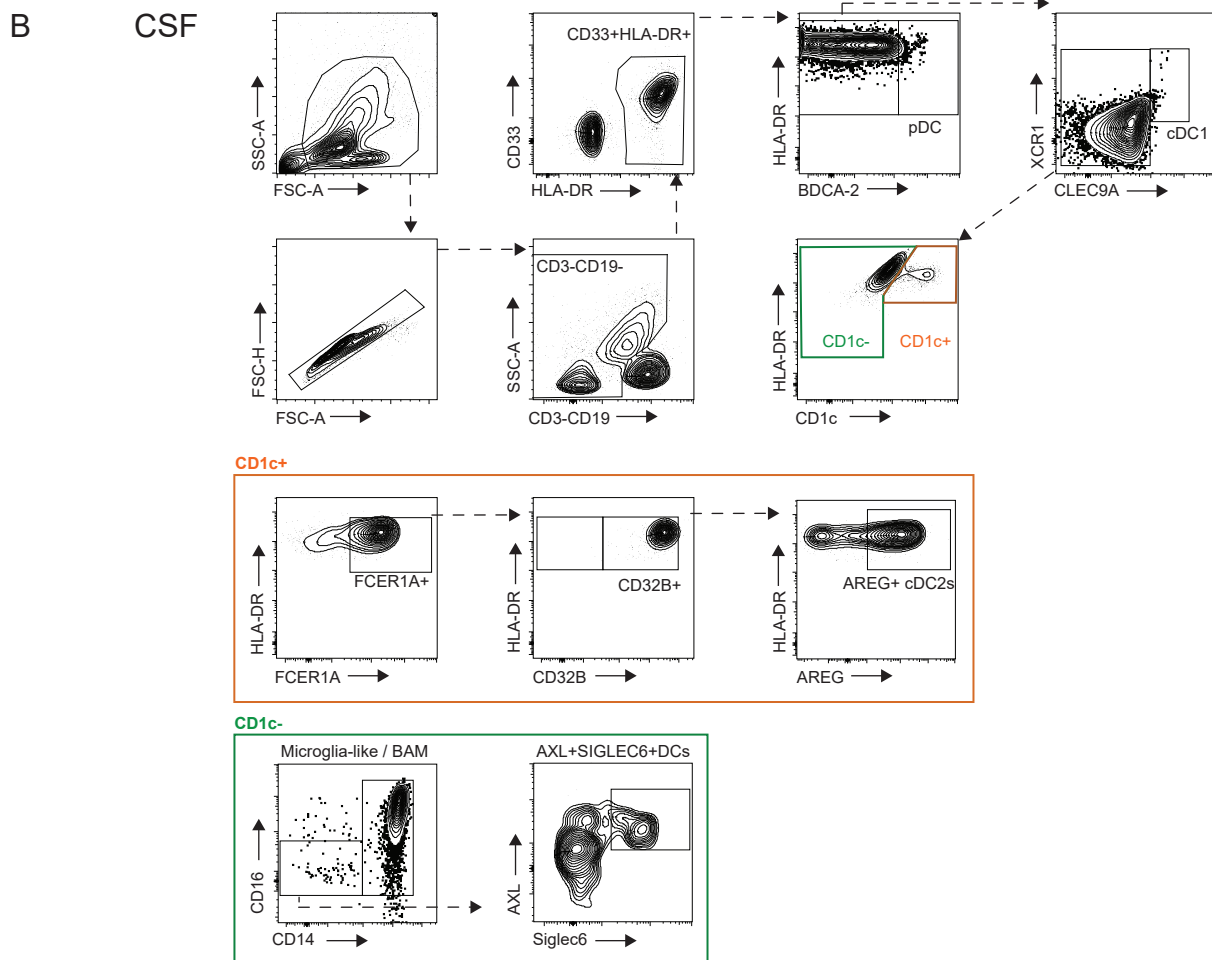 B
CSF
SSC-A
FSC-A
CD33+HLA-DR+
CD33
HLA-DR
HLA-DR
pDC
BDCA-2
XCR1
cDC1
CLEC9A
FSC-H
FSC-A
CD3-CD19-
SSC-A
CD3-CD19
HLA-DR
CD1c-
CD1c+
CD1c
CD1c+
HLA-DR
FCER1A+
FCER1A
HLA-DR
CD32B+
CD32B
HLA-DR
AREG+ cDC2s
AREG
CD1c-
Microglia-like / BAM
CD16
CD14
AXL+SIGLEC6+DCs
AXL
Siglec6